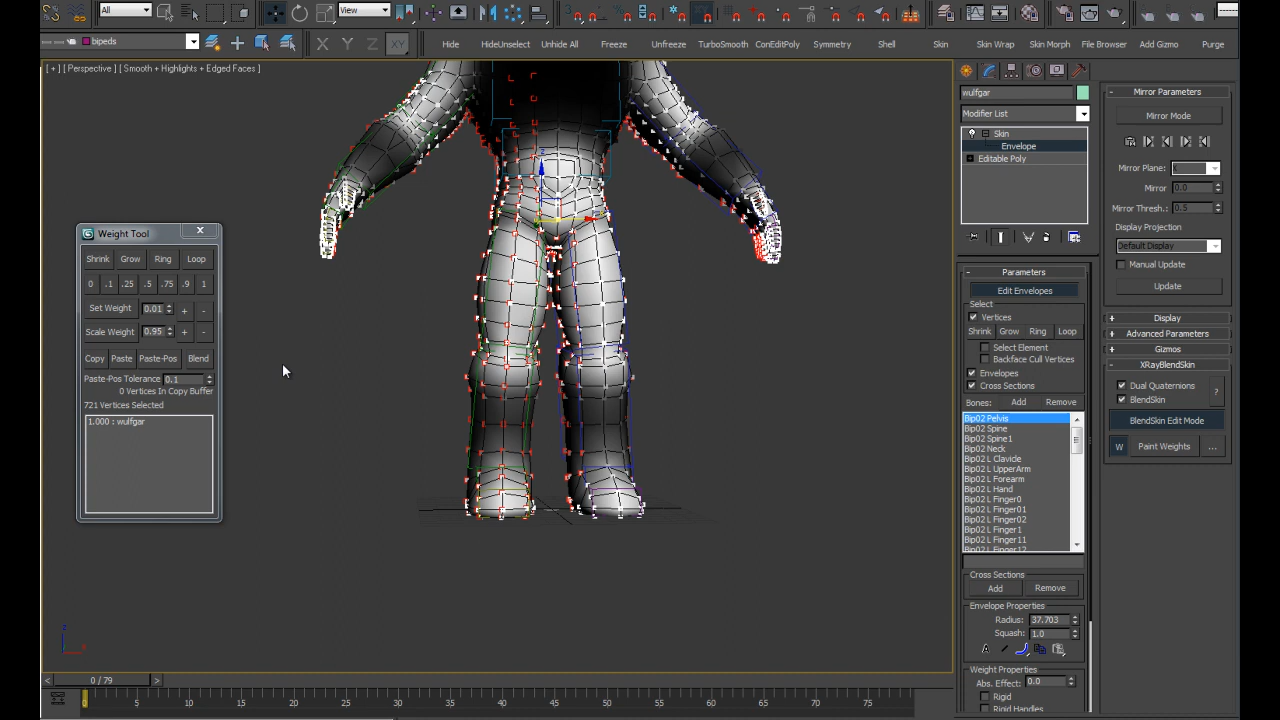 All
View
bipeds
X Y Z XY
Hide
HideUnselect
Unhide All
Freeze
Unfreeze
TurboSmooth
ConEditPoly
Symmetry
Shell
Skin
Skin Wrap
Skin Morph
File Browser
Add Gizmo
Purge
[ + ] [ Perspective ] [ Smooth + Highlights + Edged Faces ]
Weight Tool
Shrink Grow Ring Loop
0 .1 .25 .5 .75 .9 1
Set Weight 0.01 + -
Scale Weight 0.95 + -
Copy Paste Paste-Pos Blend
Paste-Pos Tolerance 0.1
0 Vertices In Copy Buffer
721 Vertices Selected
1.000 : wulfgar
z
x
0 / 79
0 5 10 15 20 25 30 35 40 45 50 55 60 65 70 75
wulfgar
Modifier List
Skin
Envelope
Editable Poly
Parameters
Edit Envelopes
Select
Vertices
Shrink Grow Ring Loop
Select Element
Backface Cull Vertices
Envelopes
Cross Sections
Bones: Add Remove
Bip02 Pelvis
Bip02 Spine
Bip02 Spine1
Bip02 Neck
Bip02 L Clavicle
Bip02 L UpperArm
Bip02 L Forearm
Bip02 L Hand
Bip02 L Finger0
Bip02 L Finger01
Bip02 L Finger02
Bip02 L Finger1
Bip02 L Finger11
Bip02 L Finger12
Cross Sections
Add Remove
Envelope Properties
Radius: 37.703
Squash: 1.0
A
Weight Properties
Abs. Effect: 0.0
Rigid
Rigid Handles
Mirror Parameters
Mirror Mode
Mirror Plane:
Mirror 0.0
Mirror Thresh.: 0.5
Display Projection
Default Display
Manual Update
Update
Display
Advanced Parameters
Gizmos
XRayBlendSkin
Dual Quaternions
BlendSkin
?
BlendSkin Edit Mode
W Paint Weights ...